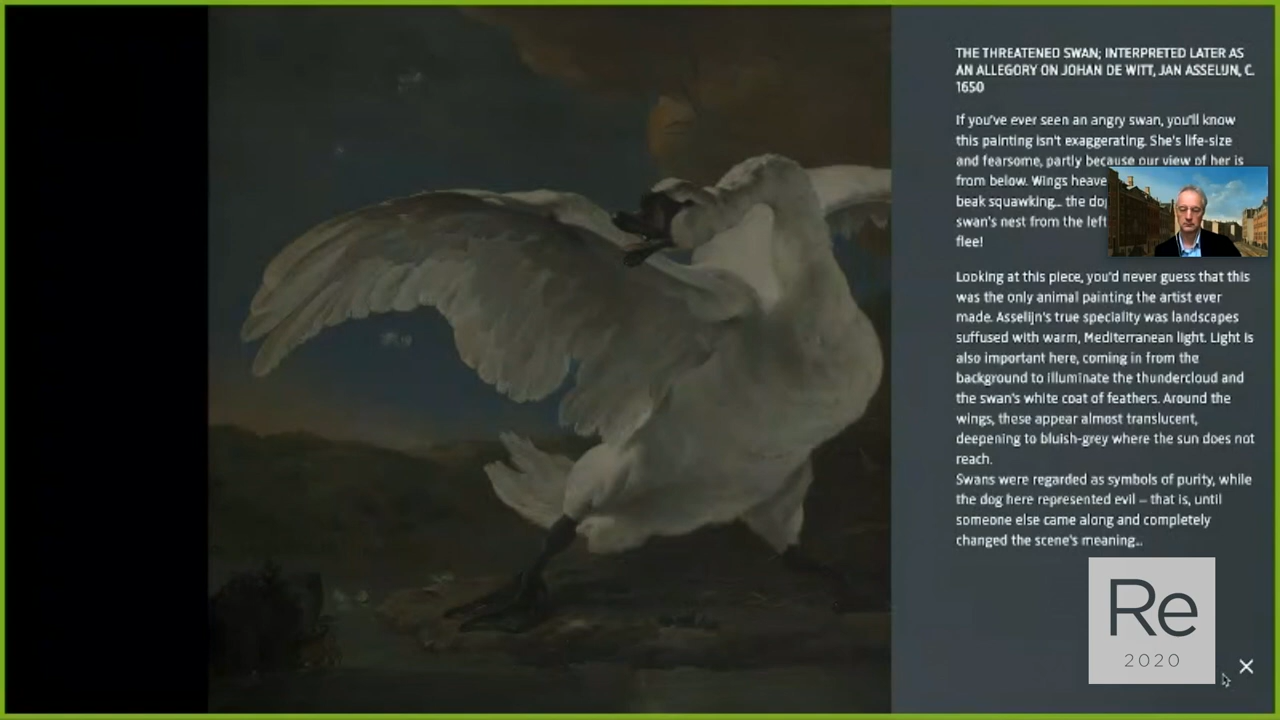 THE THREATENED SWAN; INTERPRETED LATER AS
AN ALLEGORY ON JOHAN DE WITT, JAN ASSELIJN, C.
1650
If you've ever seen an angry swan, you'll know
this painting isn't exaggerating. She's life-size
and fearsome, partly because our view of her is
from below. Wings heave
beak squawking... the
swan's nest from the left
flee!
Looking at this piece, you'd never guess that this
was the only animal painting the artist ever
made. Asselijn's true speciality was landscapes
suffused with warm, Mediterranean light. Light is
also important here, coming in from the
background to illuminate the thundercloud and
the swan's white coat of feathers. Around the
wings, these appear almost translucent,
deepening to bluish-grey where the sun does not
reach.
Swans were regarded as symbols of purity, while
the dog here represented evil – that is, until
someone else came along and completely
changed the scene's meaning...
Re
2020